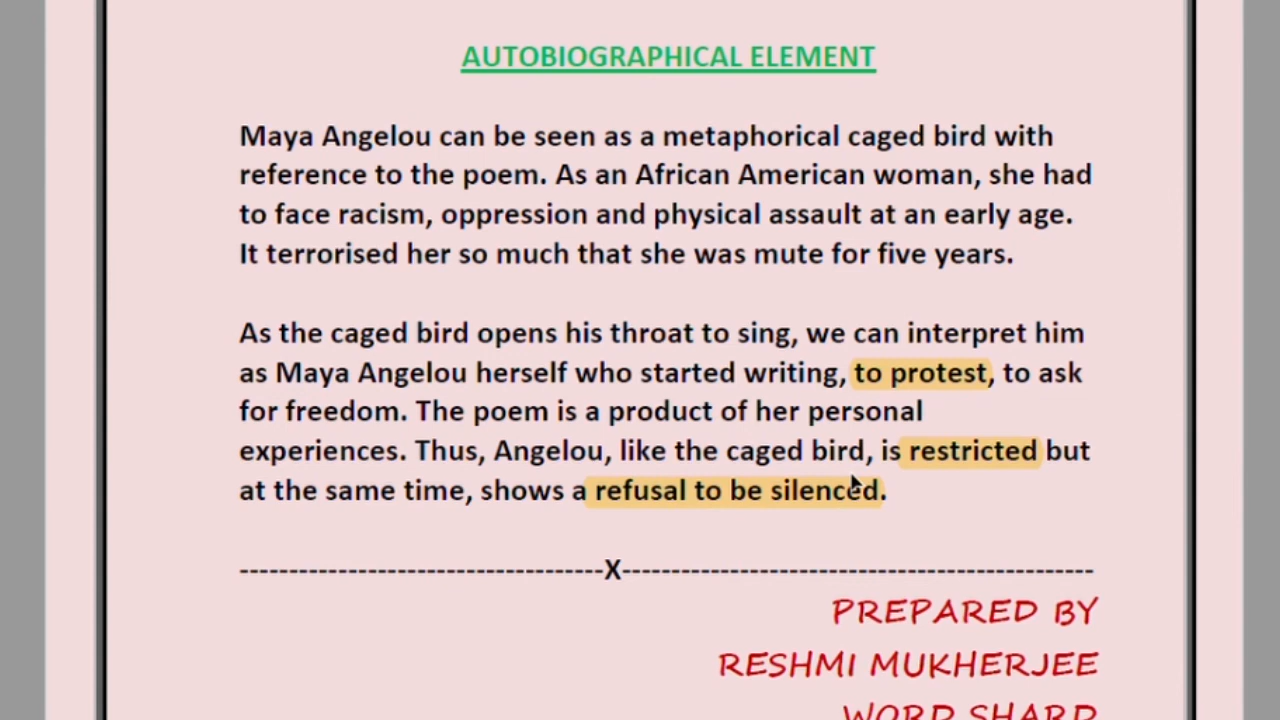 AUTOBIOGRAPHICAL ELEMENT
Maya Angelou can be seen as a metaphorical caged bird with
reference to the poem. As an African American woman, she had
to face racism, oppression and physical assault at an early age.
It terrorised her so much that she was mute for five years.
As the caged bird opens his throat to sing, we can interpret him
as Maya Angelou herself who started writing, to protest, to ask
for freedom. The poem is a product of her personal
experiences. Thus, Angelou, like the caged bird, is restricted but
at the same time, shows a refusal to be silenced.
-----------------------------------X----------------------------------------------
PREPARED BY
RESHMI MUKHERJEE
WORD SHARD